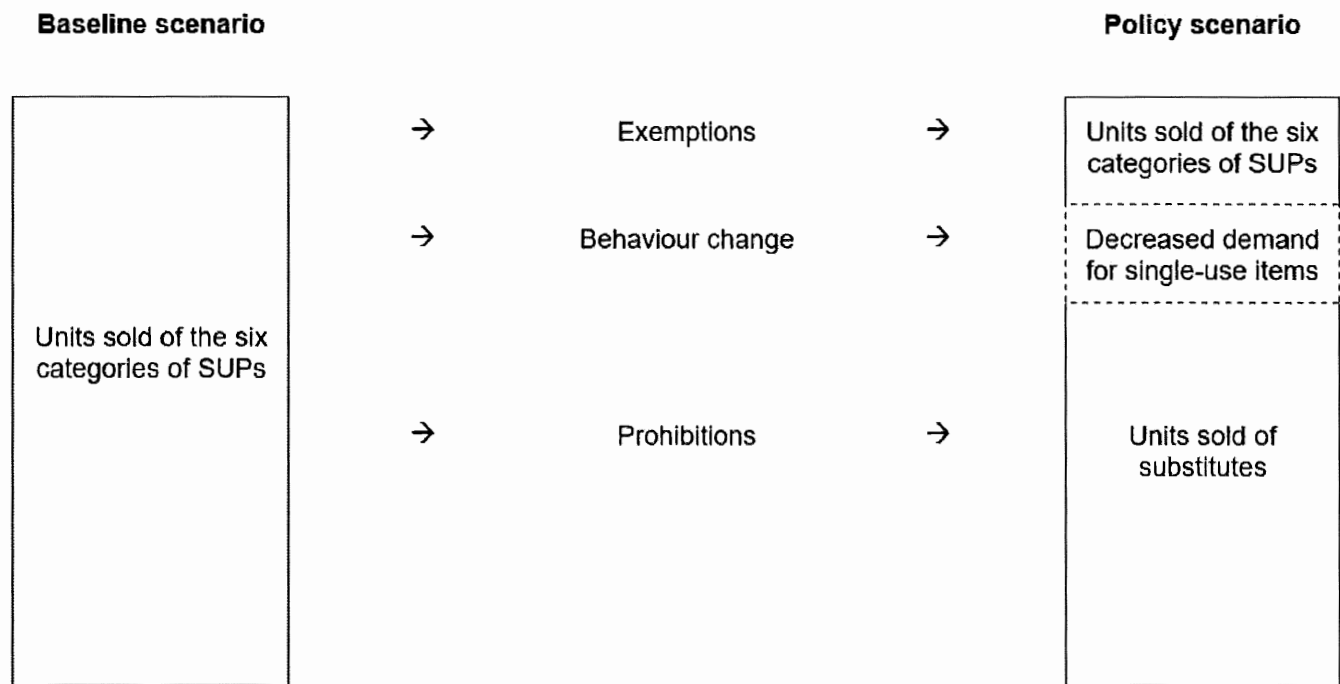 Baseline scenario
Policy scenario
→ Exemptions →
Units sold of the six
categories of SUPs
→ Behaviour change →
Decreased demand
for single-use items
Units sold of the six
categories of SUPs
→ Prohibitions →
Units sold of
substitutes